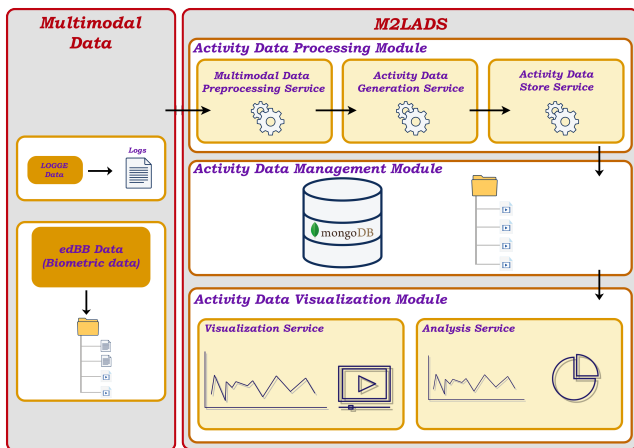 Multimodal
Data
LOGGE
Data
Logs
edBB Data
(Biometric data)
M2LADS
Activity Data Processing Module
Multimodal Data
Preprocessing Service
Activity Data
Generation Service
Activity Data
Store Service
Activity Data Management Module
mongoDB
Activity Data Visualization Module
Visualization Service
Analysis Service